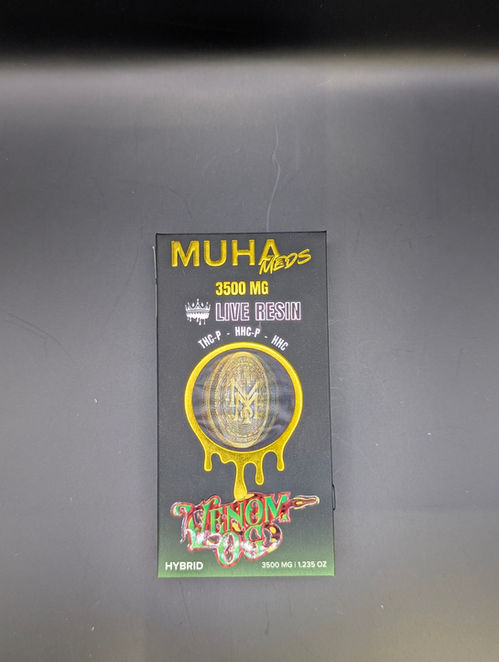 MUHA
MEDS
3500 MG
LIVE RESIN
THC-P - HHC-P - HHC
VENOM
OG
HYBRID
3500 MG | 1.235 OZ